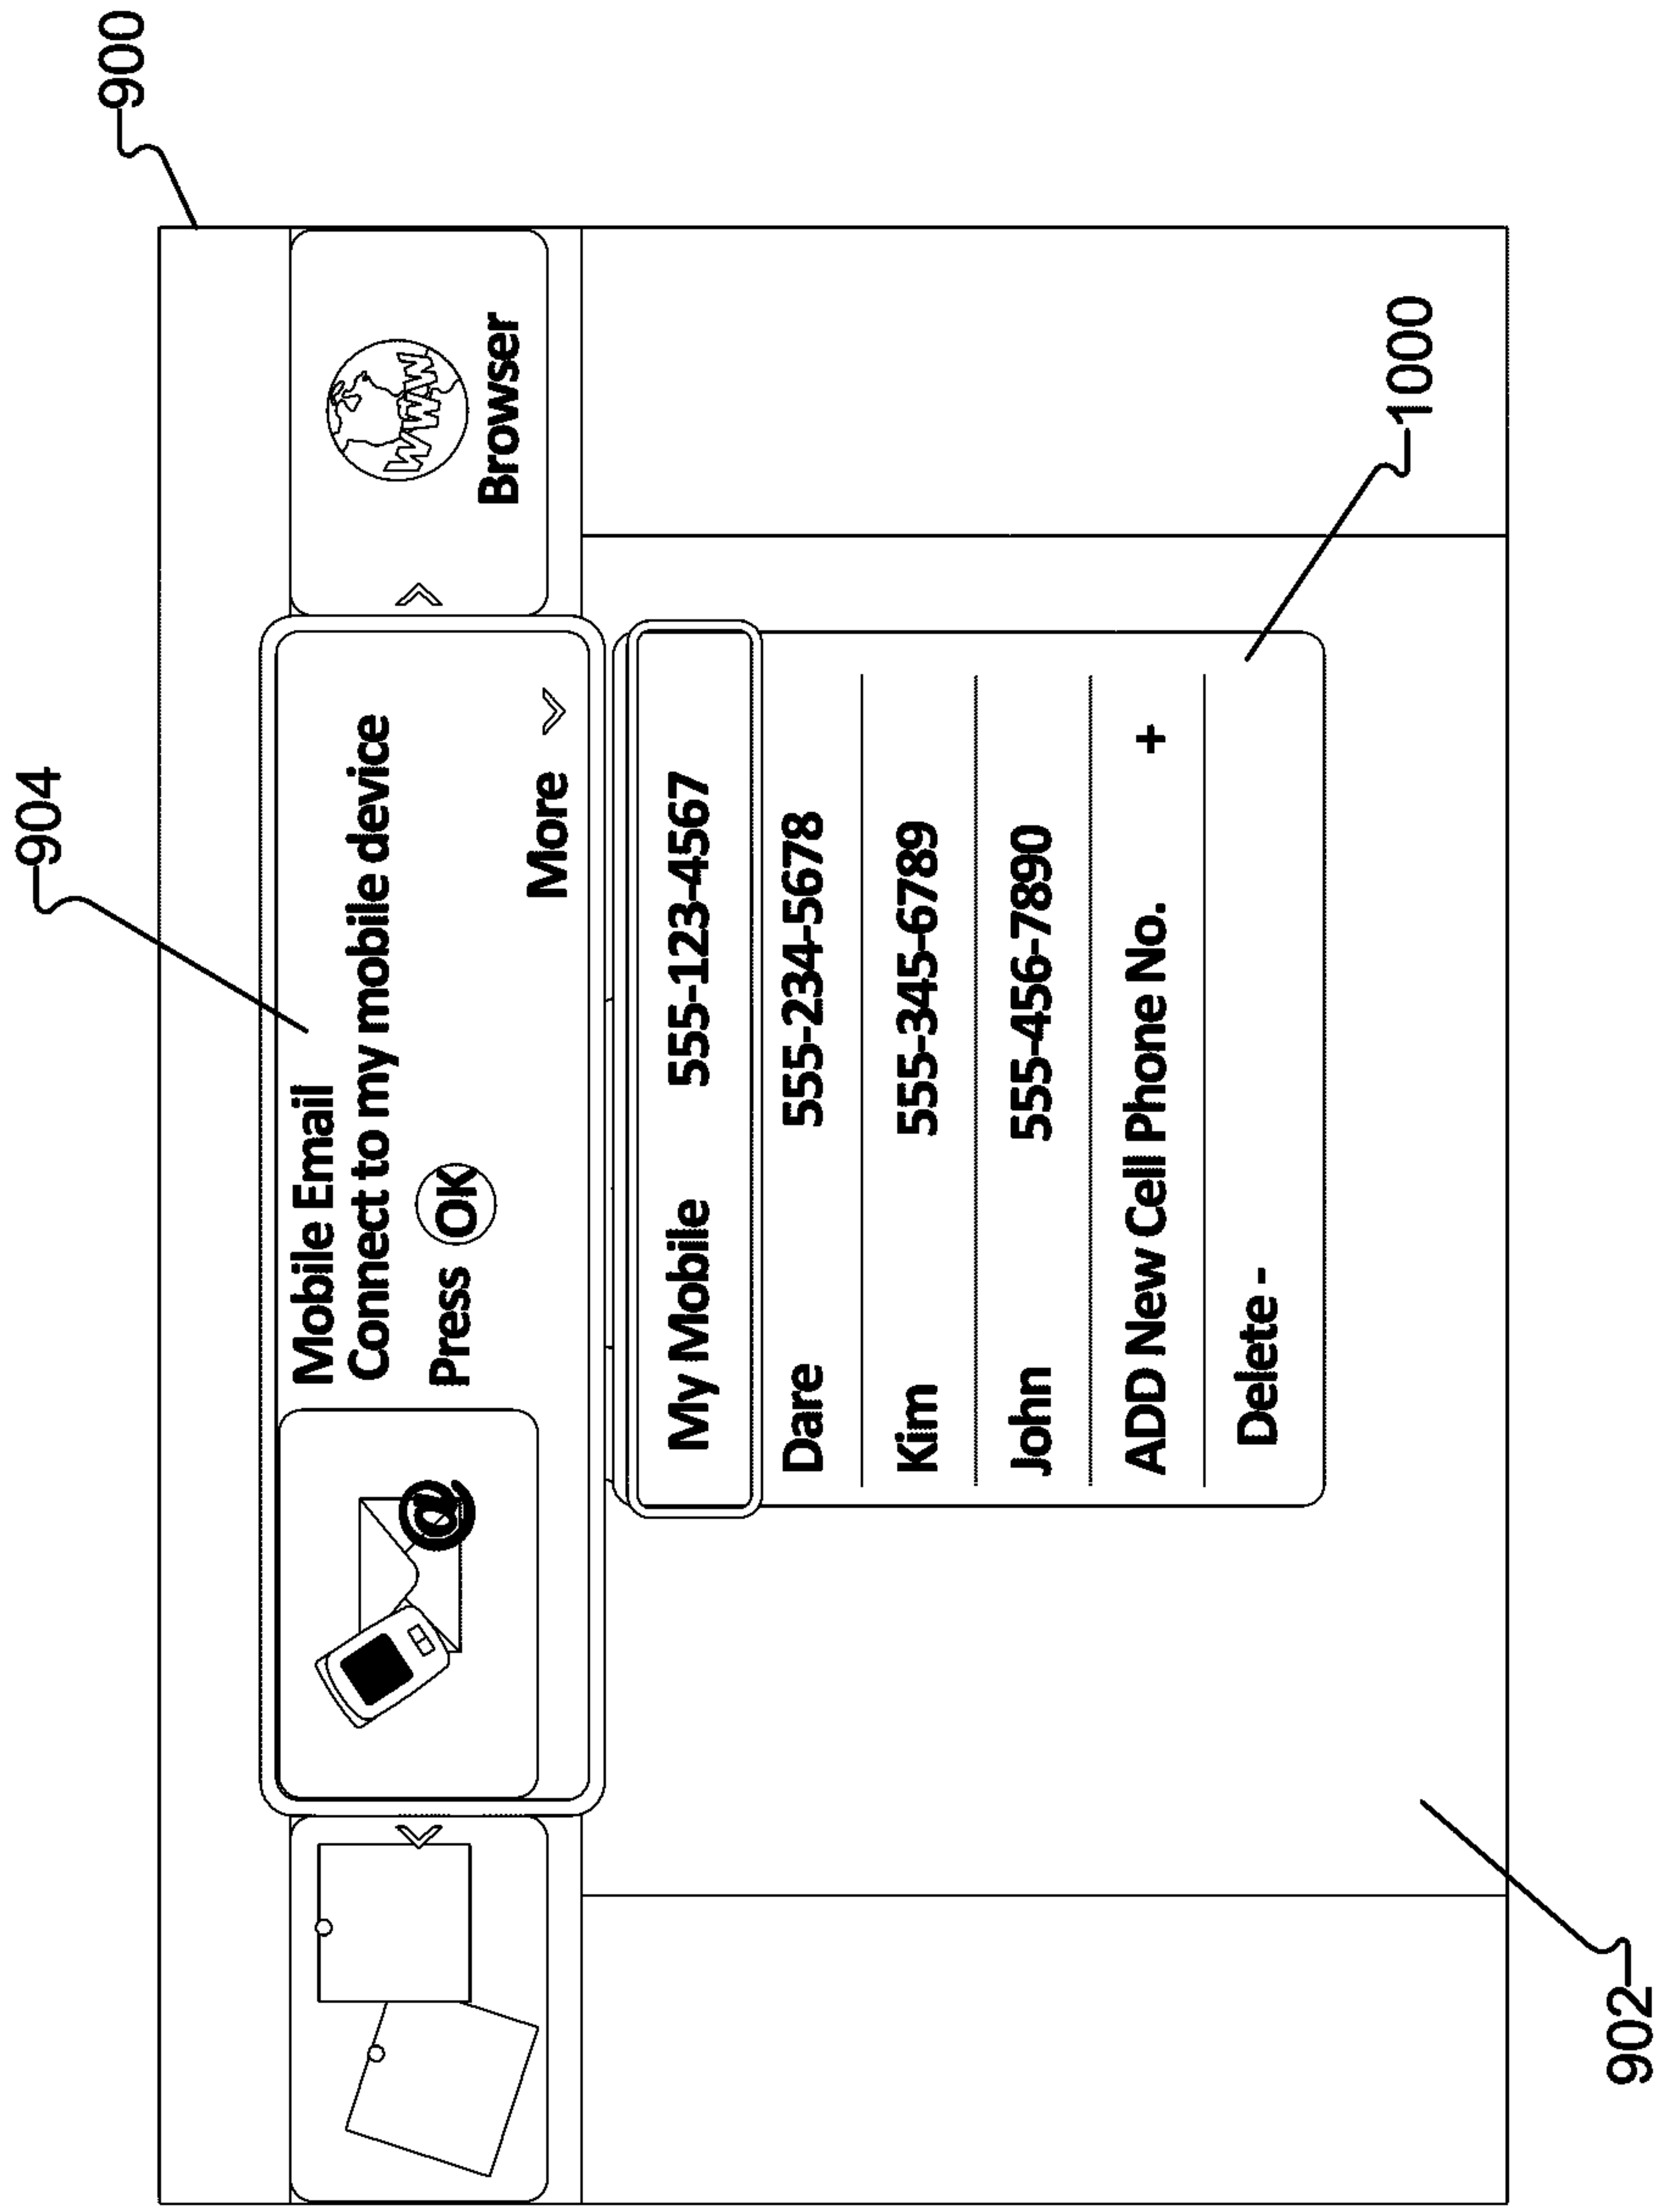 900
904
Mobile Email
Connect to my mobile device
Press OK
More
@
WWW
Browser
My Mobile 555-123-4567
Dare 555-234-5678
Kim 555-345-6789
John 555-456-7890
ADD New Cell Phone No. +
Delete -
902
1000